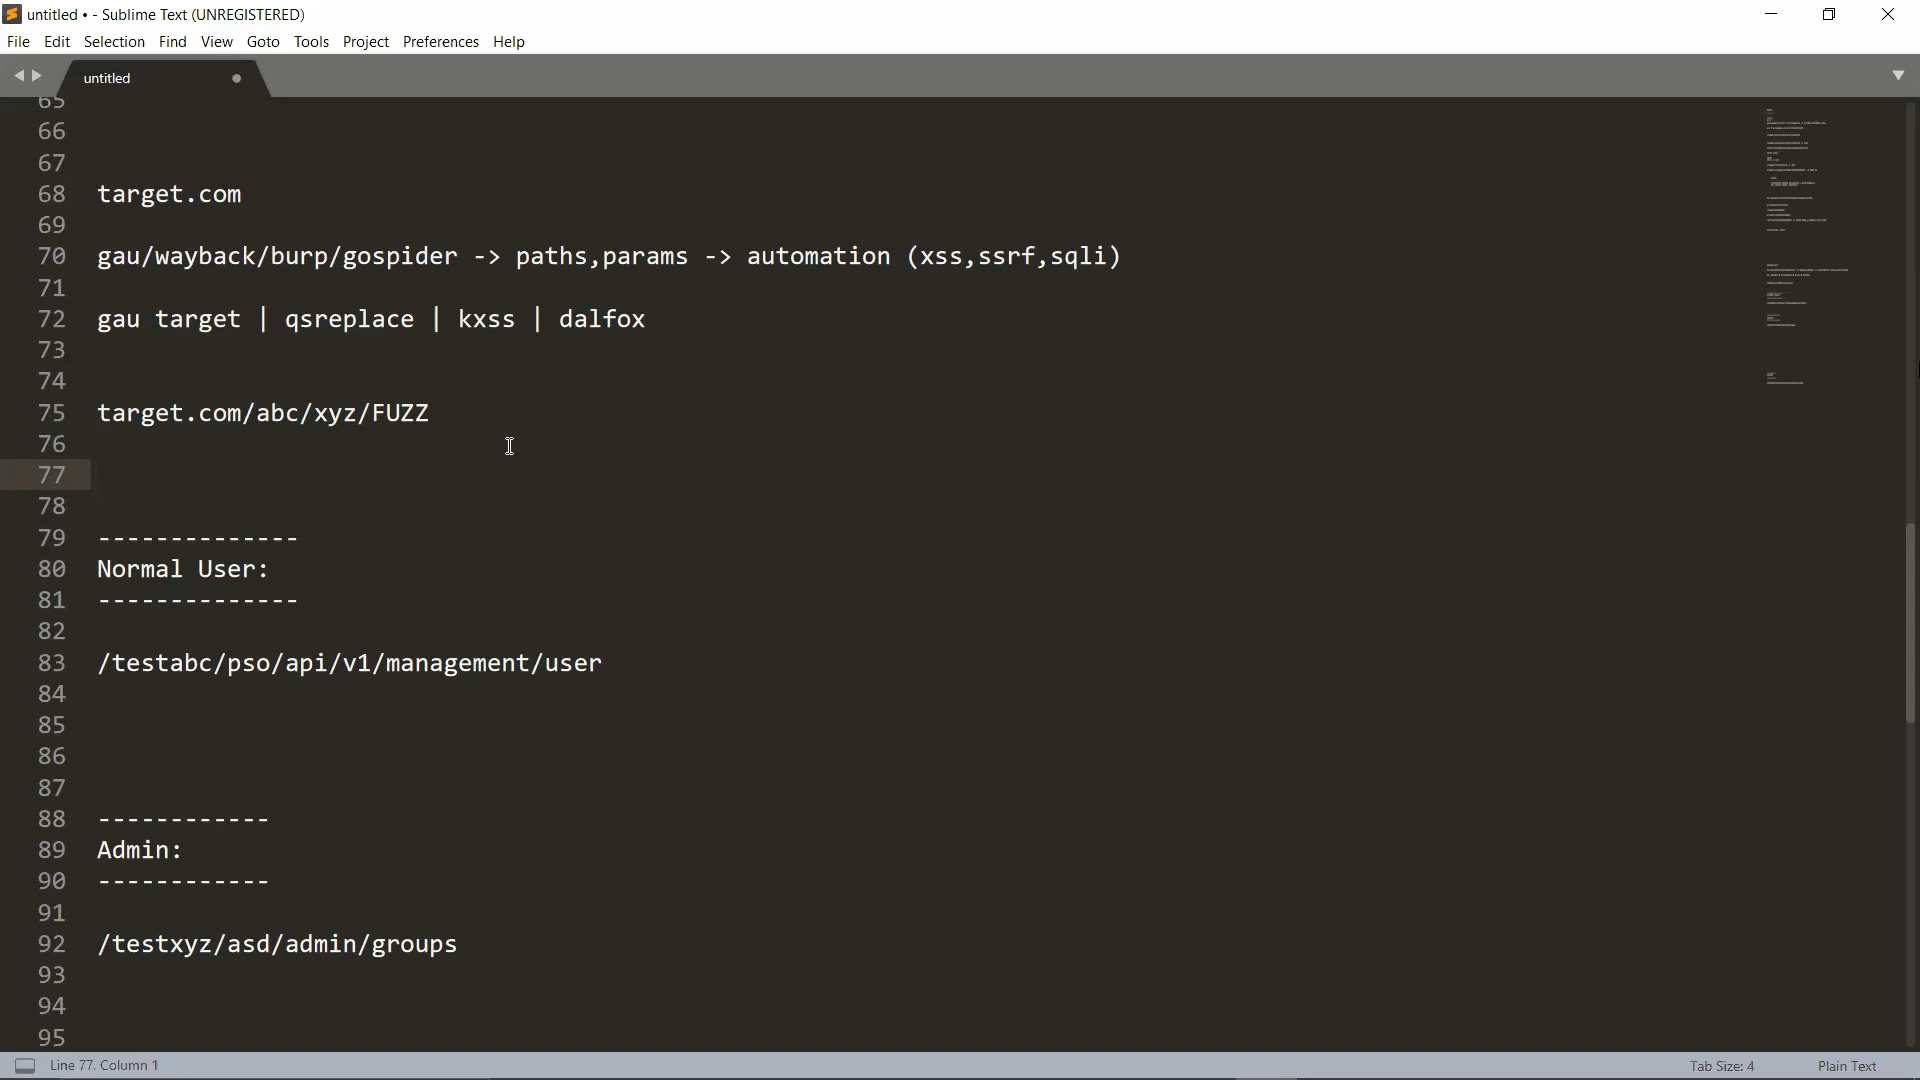 untitled • - Sublime Text (UNREGISTERED)
File Edit Selection Find View Goto Tools Project Preferences Help
untitled
65
66
67
68 target.com
69
70 gau/wayback/burp/gospider -> paths,params -> automation (xss,ssrf,sqli)
71
72 gau target | qsreplace | kxss | dalfox
73
74
75 target.com/abc/xyz/FUZZ
76
77
78
79 --------------
80 Normal User:
81 --------------
82
83 /testabc/pso/api/v1/management/user
84
85
86
87
88 ------------
89 Admin:
90 ------------
91
92 /testxyz/asd/admin/groups
93
94
95
Line 77, Column 1 Tab Size: 4 Plain Text